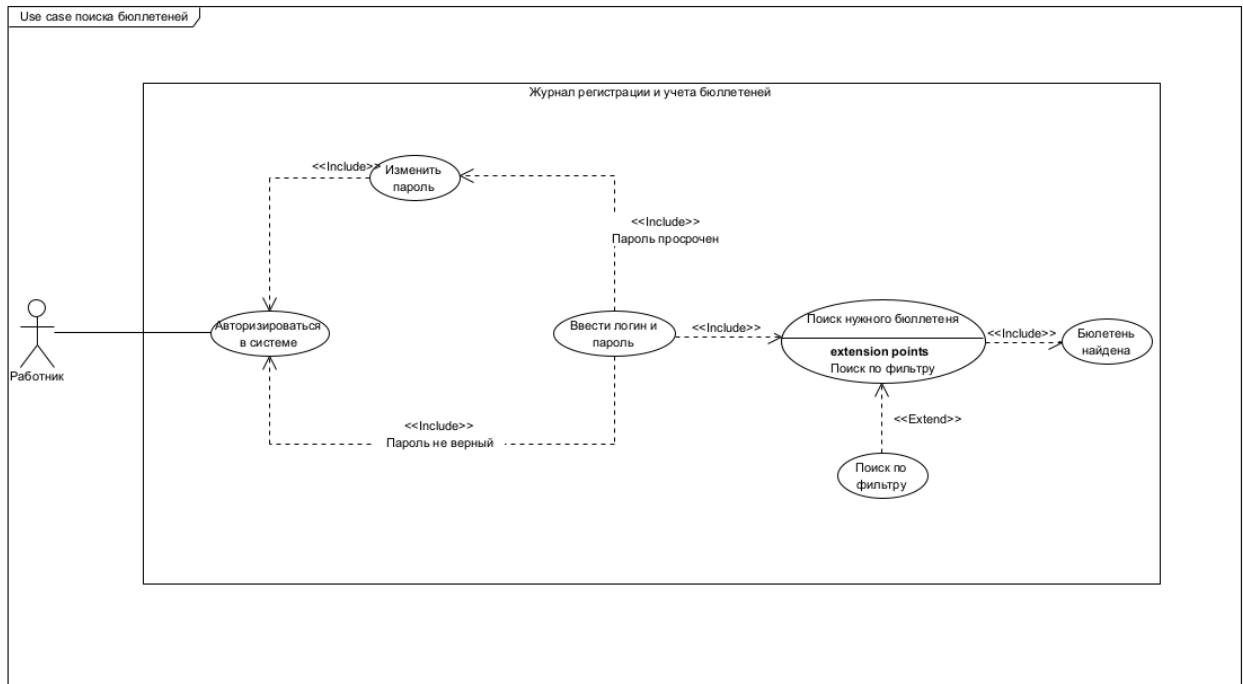 Use case поиска бюллетеней
Журнал регистрации и учета бюллетеней
<<Include>>
Изменить
пароль
<<Include>>
Пароль просрочен
Работник
Авторизироваться
в системе
Ввести логин и
пароль
<<Include>>
Поиск нужного бюллетеня
extension points
Поиск по фильтру
<<Include>>
Бюлетень
найдена
<<Include>>
Пароль не верный
<<Extend>>
Поиск по
фильтру